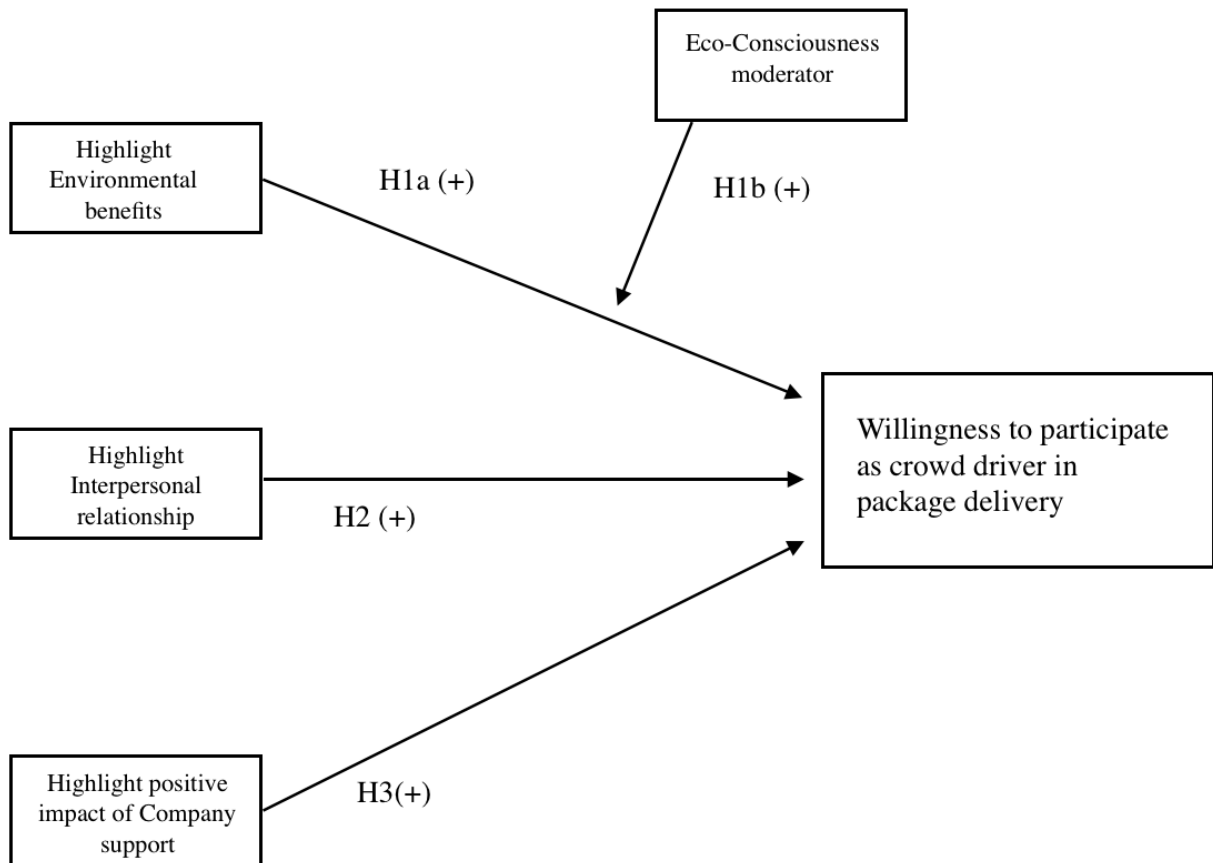 Eco-Consciousness
moderator
Highlight
Environmental
benefits
H1a (+)
H1b (+)
Highlight
Interpersonal
relationship
H2 (+)
Willingness to participate
as crowd driver in
package delivery
Highlight positive
impact of Company
support
H3(+)